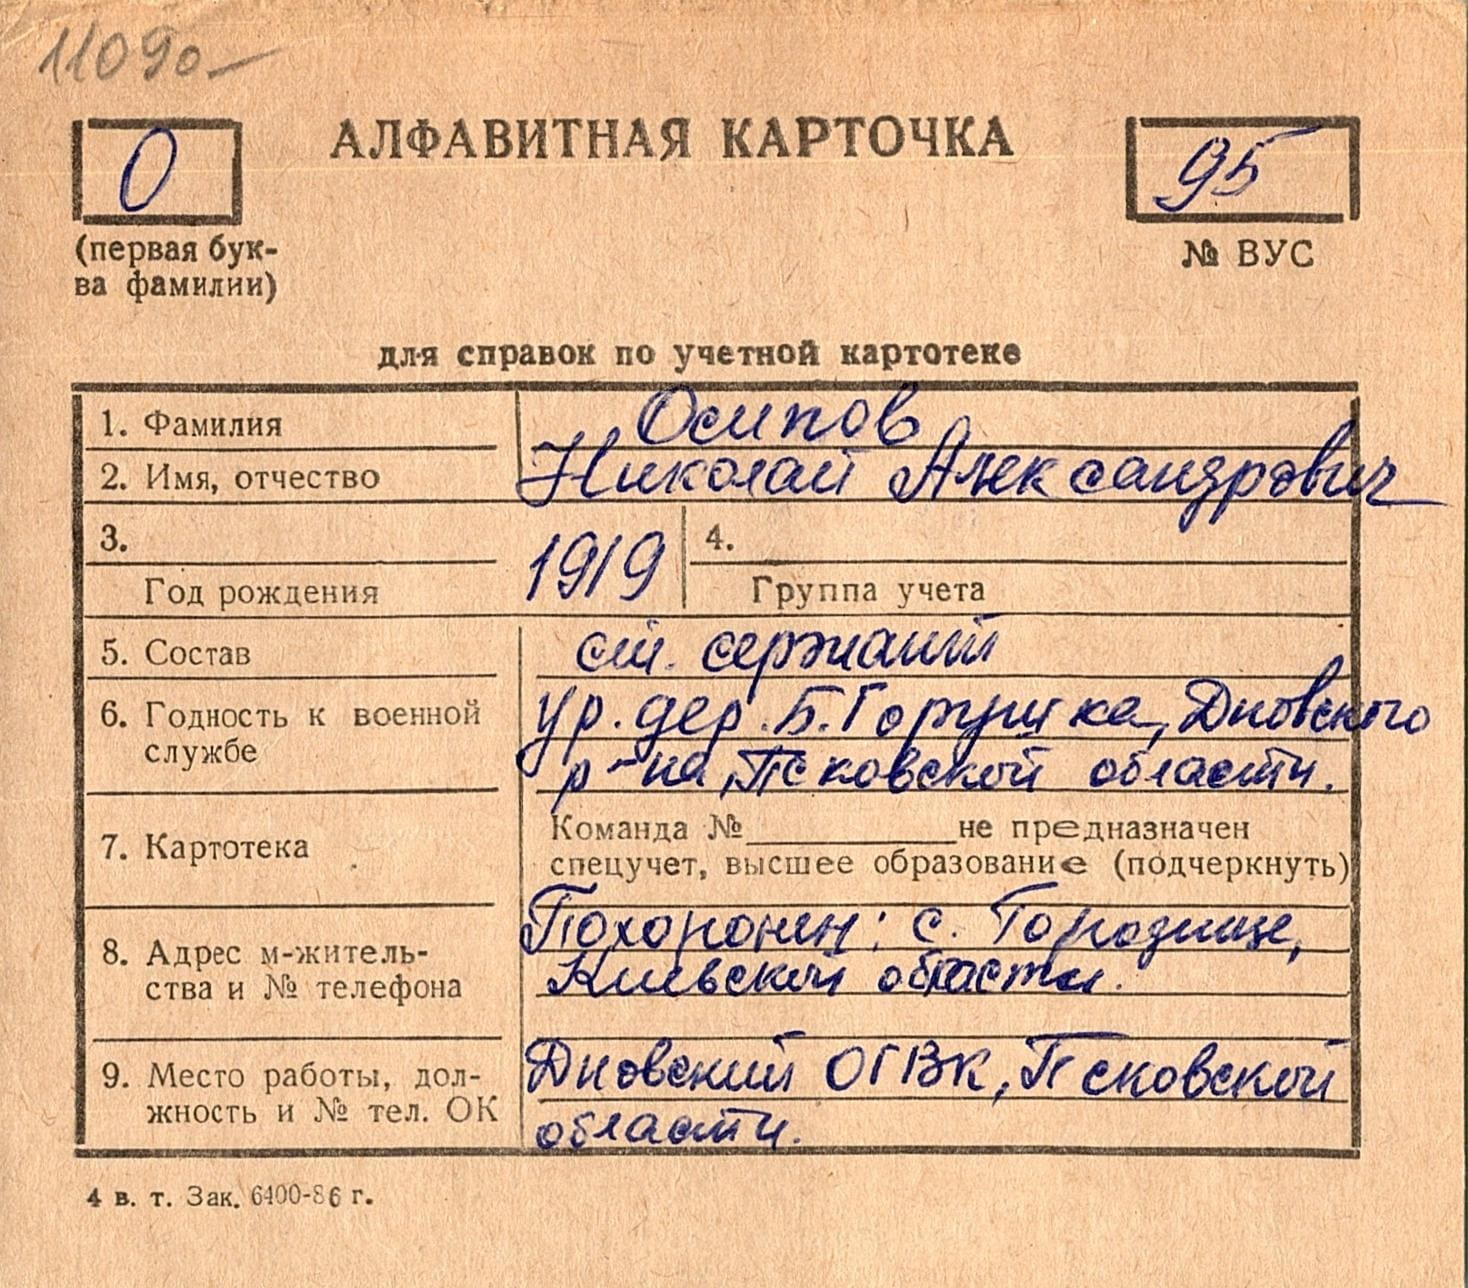 11090-
О
АЛФАВИТНАЯ КАРТОЧКА
95
(первая бук-
ва фамилии)
№ ВУС
для справок по учетной картотеке
1. Фамилия
Осипов
2. Имя, отчество
Николай Александрович
3.
Год рождения
1919
4.
Группа учета
5. Состав
ст. сержант
6. Годность к военной
службе
ур. дер. Б. Горушка, Дновского
р-на, Псковской области.
7. Картотека
Команда №__________не предназначен
спецучет, высшее образование (подчеркнуть)
8. Адрес м-житель-
ства и № телефона
Похоронен: с. Городище,
Киевской области.
9. Место работы, дол-
жность и № тел. ОК
Дновский ОГВК, Псковской
области.
4 в. т. Зак. 6400-86 г.